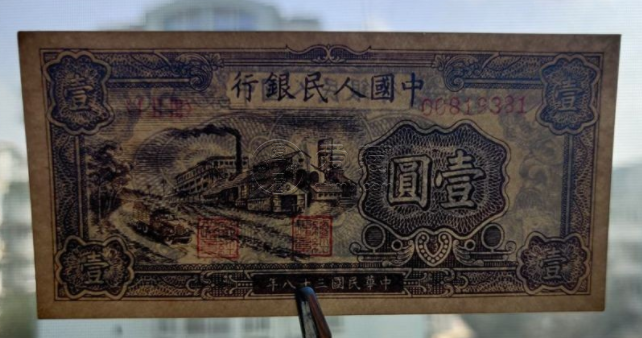 中國人民銀行
00819331
壹 壹
壹圓
壹 壹
中華民國三十八年